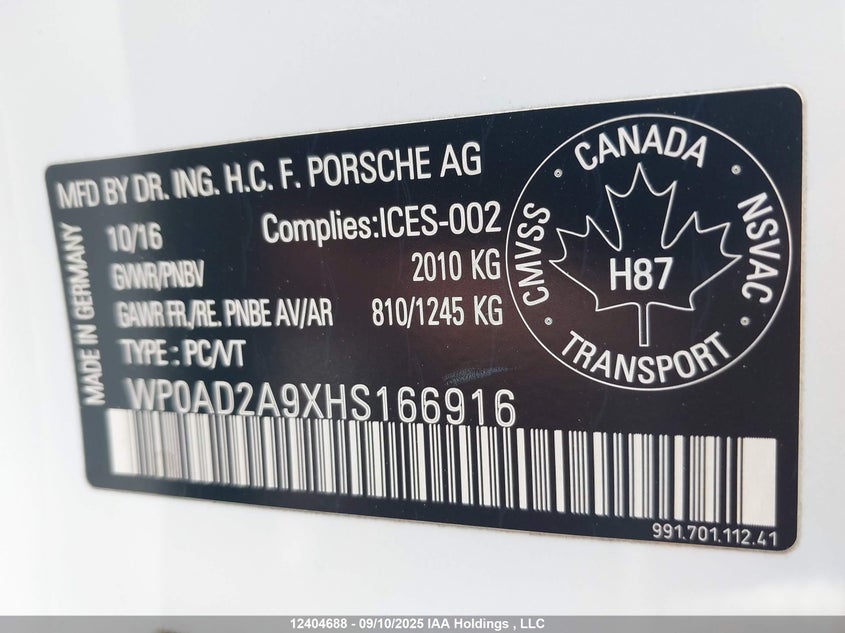 MFD BY DR. ING. H.C. F. PORSCHE AG
10/16 Complies:ICES-002
GVWR/PNBV 2010 KG
GAWR FR./RE. PNBE AV/AR 810/1245 KG
TYPE : PC/VT
WP0AD2A9XHS166916
MADE IN GERMANY
CANADA
CMVSS
NSVAC
H87
TRANSPORT
991.701.112.41
12404688 - 09/10/2025 IAA Holdings , LLC